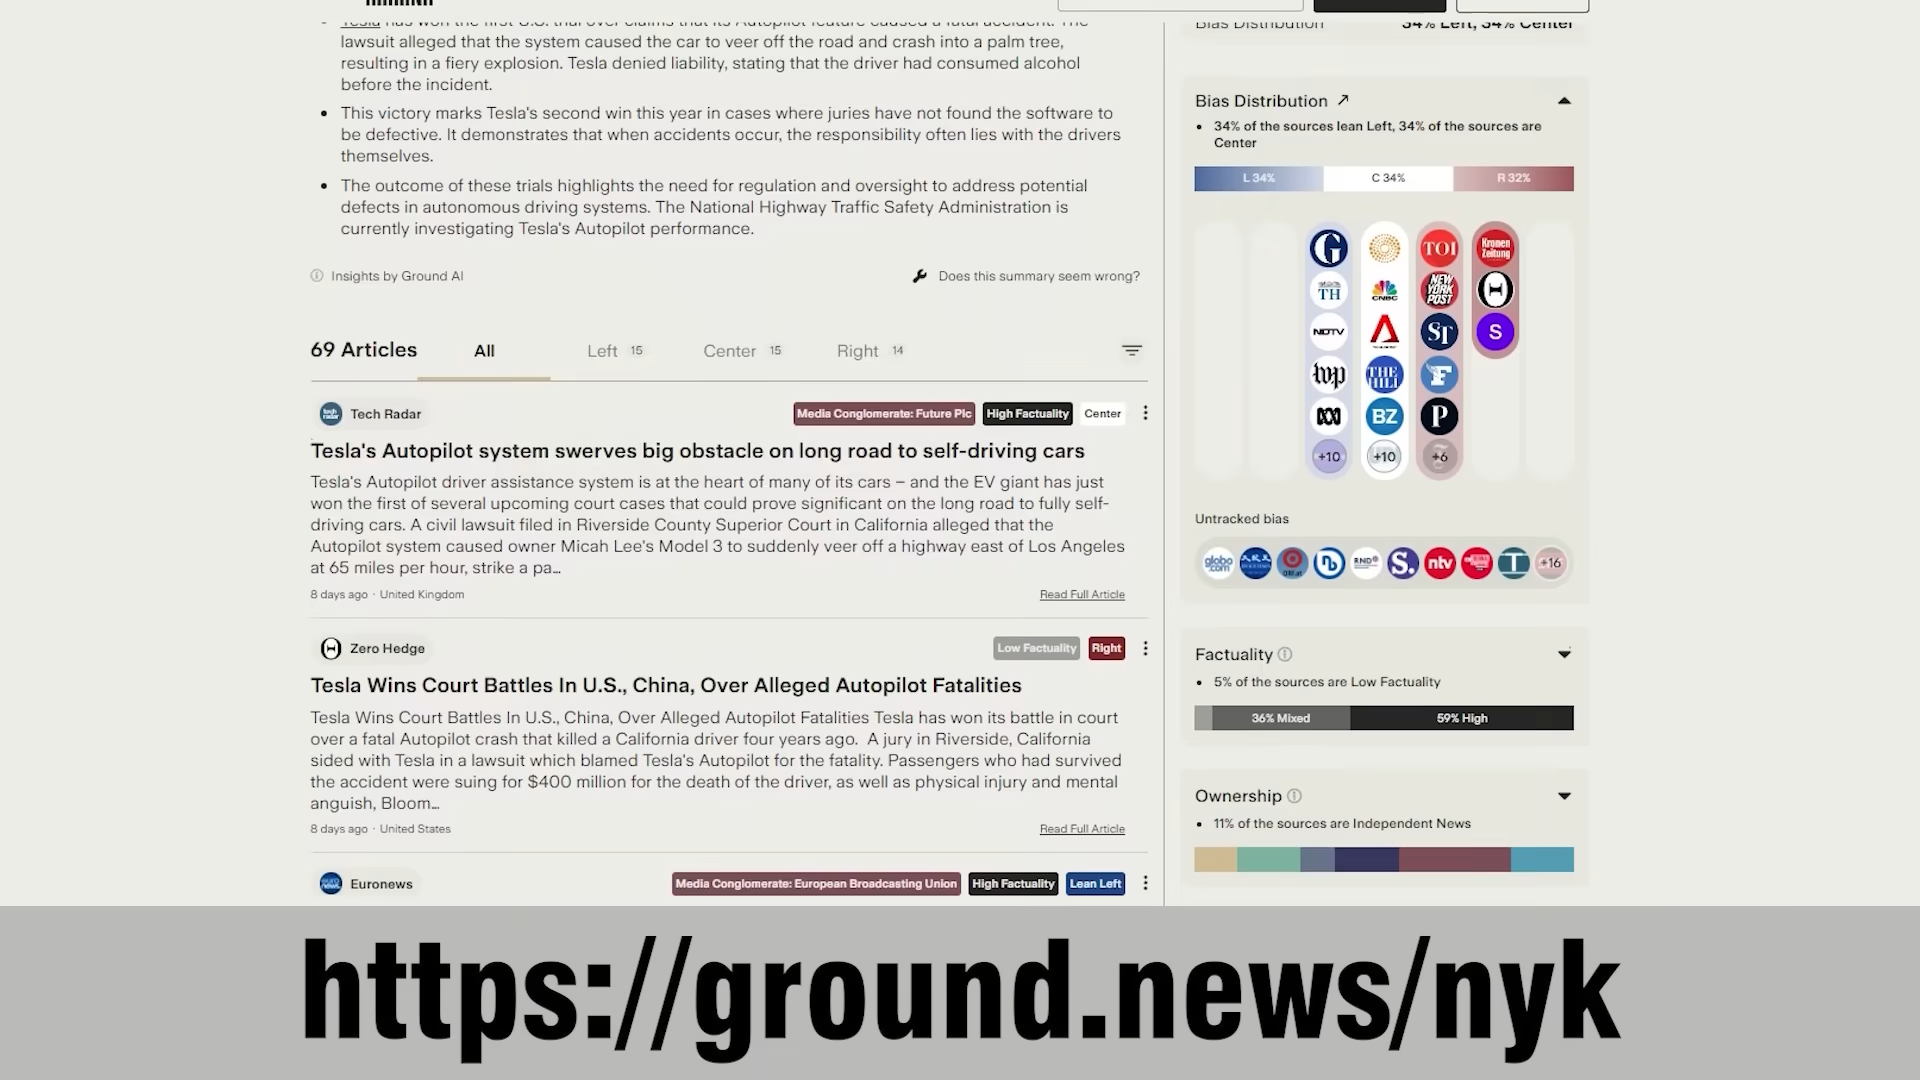 Tesla has won the first U.S. trial over claims that its Autopilot feature caused a fatal accident. The
lawsuit alleged that the system caused the car to veer off the road and crash into a palm tree,
resulting in a fiery explosion. Tesla denied liability, stating that the driver had consumed alcohol
before the incident.
This victory marks Tesla's second win this year in cases where juries have not found the software to
be defective. It demonstrates that when accidents occur, the responsibility often lies with the drivers
themselves.
The outcome of these trials highlights the need for regulation and oversight to address potential
defects in autonomous driving systems. The National Highway Traffic Safety Administration is
currently investigating Tesla's Autopilot performance.
Insights by Ground AI
Does this summary seem wrong?
69 Articles All Left 15 Center 15 Right 14
Tech Radar
Media Conglomerate: Future Plc High Factuality Center
Tesla's Autopilot system swerves big obstacle on long road to self-driving cars
Tesla's Autopilot driver assistance system is at the heart of many of its cars – and the EV giant has just
won the first of several upcoming court cases that could prove significant on the long road to fully self-
driving cars. A civil lawsuit filed in Riverside County Superior Court in California alleged that the
Autopilot system caused owner Micah Lee's Model 3 to suddenly veer off a highway east of Los Angeles
at 65 miles per hour, strike a pa...
8 days ago · United Kingdom
Read Full Article
Zero Hedge
Low Factuality Right
Tesla Wins Court Battles In U.S., China, Over Alleged Autopilot Fatalities
Tesla Wins Court Battles In U.S., China, Over Alleged Autopilot Fatalities Tesla has won its battle in court
over a fatal Autopilot crash that killed a California driver four years ago.  A jury in Riverside, California
sided with Tesla in a lawsuit which blamed Tesla's Autopilot for the fatality. Passengers who had survived
the accident were suing for $400 million for the death of the driver, as well as physical injury and mental
anguish, Bloom...
8 days ago · United States
Read Full Article
Euronews
Media Conglomerate: European Broadcasting Union High Factuality Lean Left
Bias Distribution 34% Left, 34% Center
Bias Distribution
34% of the sources lean Left, 34% of the sources are
Center
L 34% C 34% R 32%
G TOI Kronen Zeitung
TH CNBC NEW YORK POST
NDTV ST S
wp THE HILL F
BZ P
+10 +10 +6
Untracked bias
globo.com RND S. ntv T +16
Factuality
5% of the sources are Low Factuality
36% Mixed 59% High
Ownership
11% of the sources are Independent News
https://ground.news/nyk